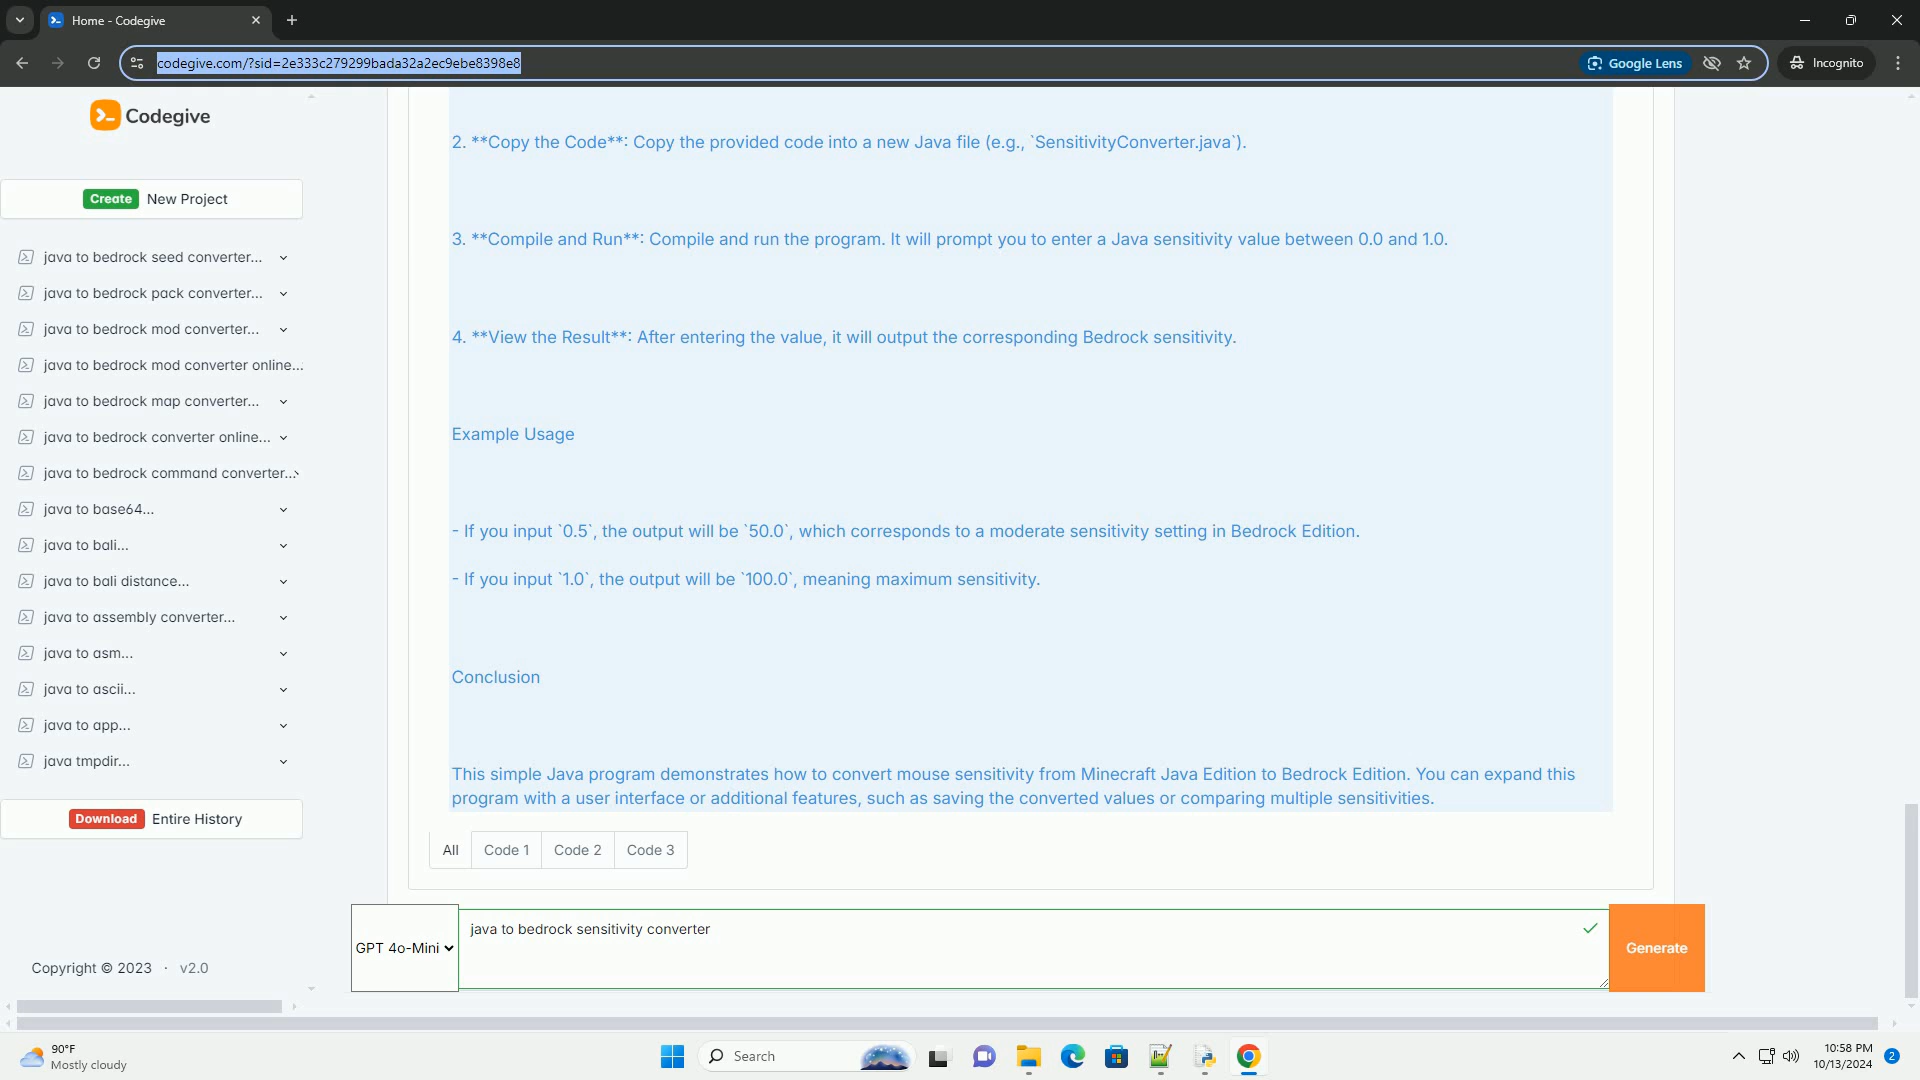 Home - Codegive
codegive.com/?sid=2e333c279299bada32a2ec9ebe8398e8
Google Lens
Incognito
Codegive
Create New Project
java to bedrock seed converter...
java to bedrock pack converter...
java to bedrock mod converter...
java to bedrock mod converter online...
java to bedrock map converter...
java to bedrock converter online...
java to bedrock command converter...
java to base64...
java to bali...
java to bali distance...
java to assembly converter...
java to asm...
java to ascii...
java to app...
java tmpdir...
Download Entire History
Copyright © 2023 · v2.0
2. **Copy the Code**: Copy the provided code into a new Java file (e.g., `SensitivityConverter.java`).
3. **Compile and Run**: Compile and run the program. It will prompt you to enter a Java sensitivity value between 0.0 and 1.0.
4. **View the Result**: After entering the value, it will output the corresponding Bedrock sensitivity.
Example Usage
- If you input `0.5`, the output will be `50.0`, which corresponds to a moderate sensitivity setting in Bedrock Edition.
- If you input `1.0`, the output will be `100.0`, meaning maximum sensitivity.
Conclusion
This simple Java program demonstrates how to convert mouse sensitivity from Minecraft Java Edition to Bedrock Edition. You can expand this
program with a user interface or additional features, such as saving the converted values or comparing multiple sensitivities.
All Code 1 Code 2 Code 3
GPT 4o-Mini
java to bedrock sensitivity converter
Generate
90°F
Mostly cloudy
Search
10:58 PM
10/13/2024
2